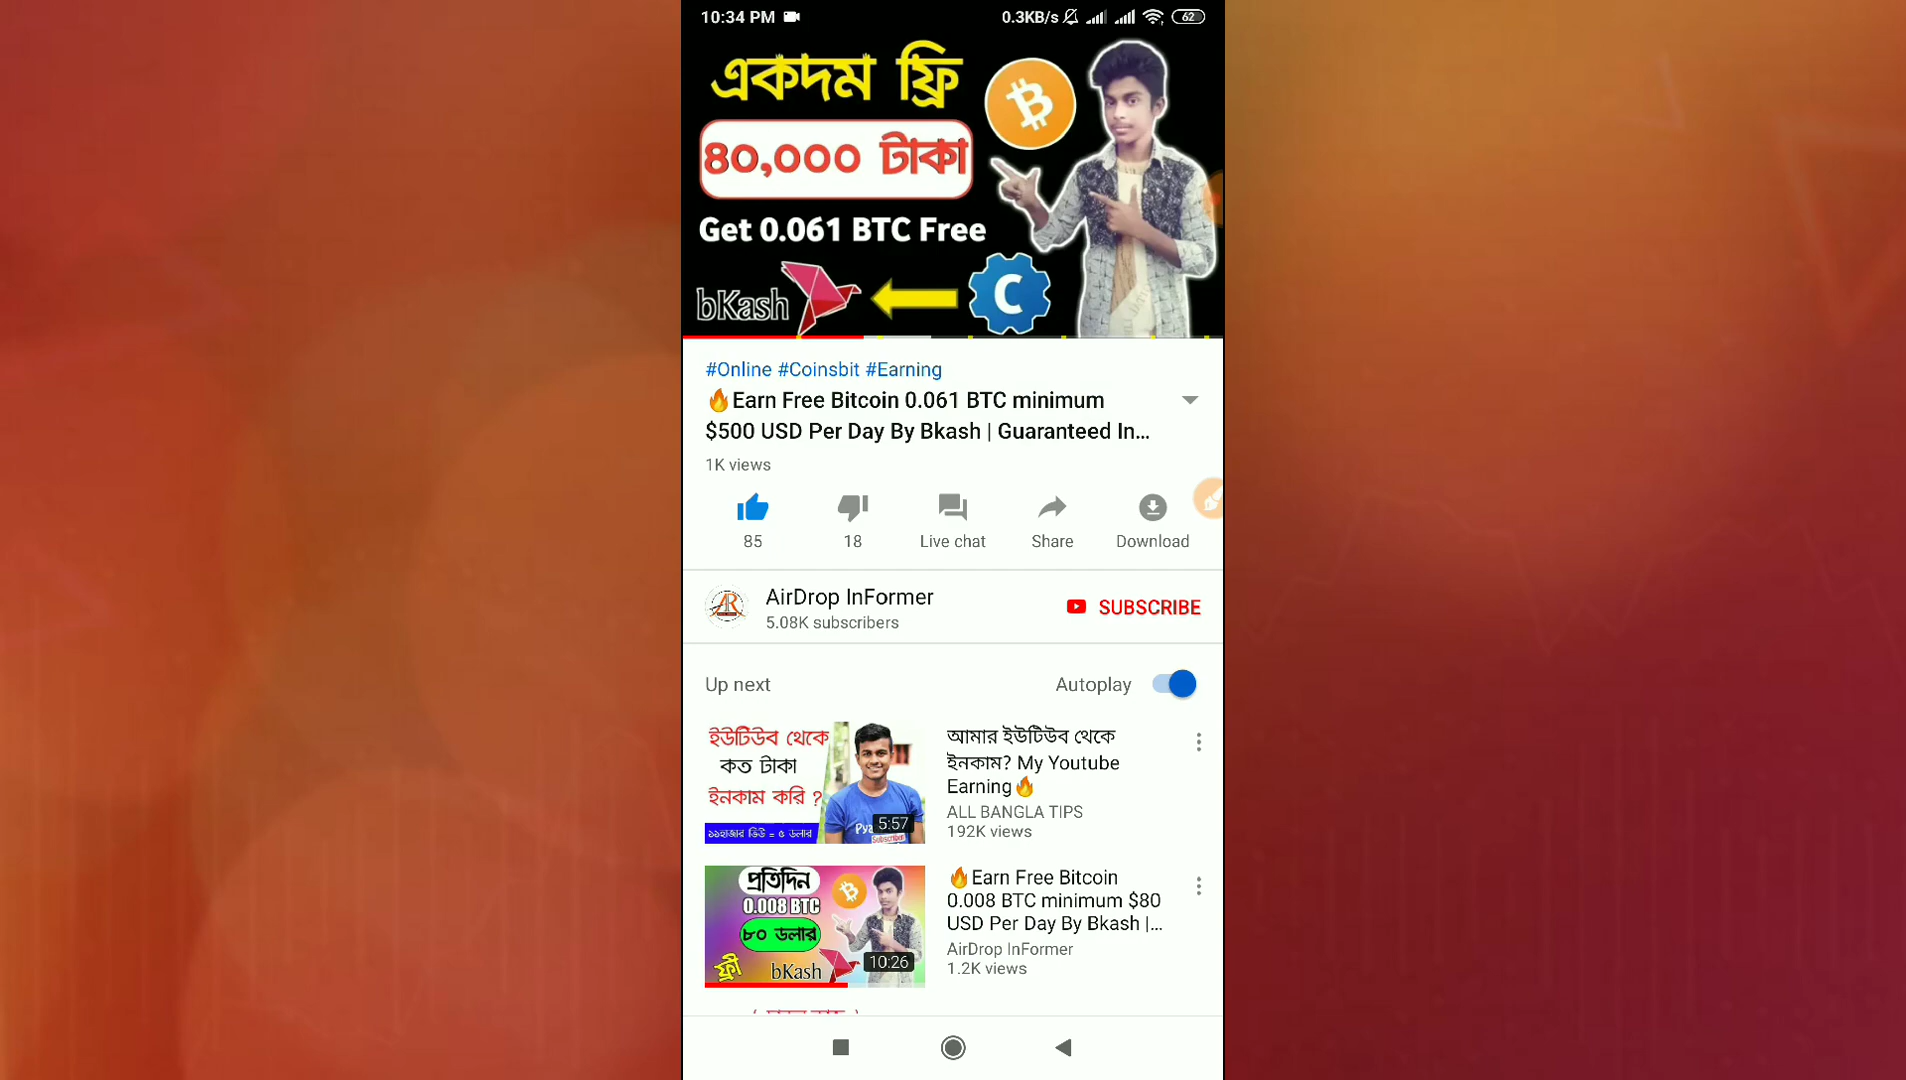 10:34 PM 0.3KB/s 62
একদম ফ্রি
৪০,০০০ টাকা
Get 0.061 BTC Free
bKash C
#Online #Coinsbit #Earning
🔥Earn Free Bitcoin 0.061 BTC minimum
$500 USD Per Day By Bkash | Guaranteed In...
1K views
85 18 Live chat Share Download
AirDrop InFormer
5.08K subscribers
SUBSCRIBE
Up next Autoplay
ইউটিউব থেকে
কত টাকা
ইনকাম করি ?
১১হাজার ভিউ = ৫ ডলার
Subscribe
5:57
আমার ইউটিউব থেকে
ইনকাম? My Youtube
Earning🔥
ALL BANGLA TIPS
192K views
প্রতিদিন
0.008 BTC
৮০ ডলার
ফ্রী bKash
10:26
🔥Earn Free Bitcoin
0.008 BTC minimum $80
USD Per Day By Bkash |...
AirDrop InFormer
1.2K views